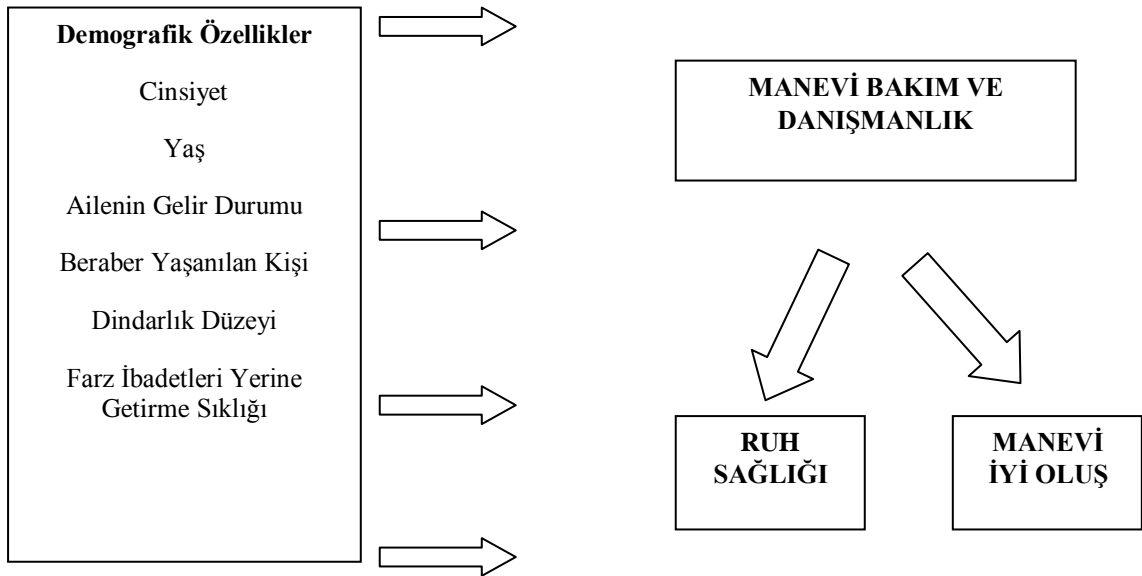 Demografik Özellikler
Cinsiyet
Yaş
Ailenin Gelir Durumu
Beraber Yaşanılan Kişi
Dindarlık Düzeyi
Farz İbadetleri Yerine
Getirme Sıklığı
MANEVİ BAKIM VE
DANIŞMANLIK
RUH
SAĞLIĞI
MANEVİ
İYİ OLUŞ